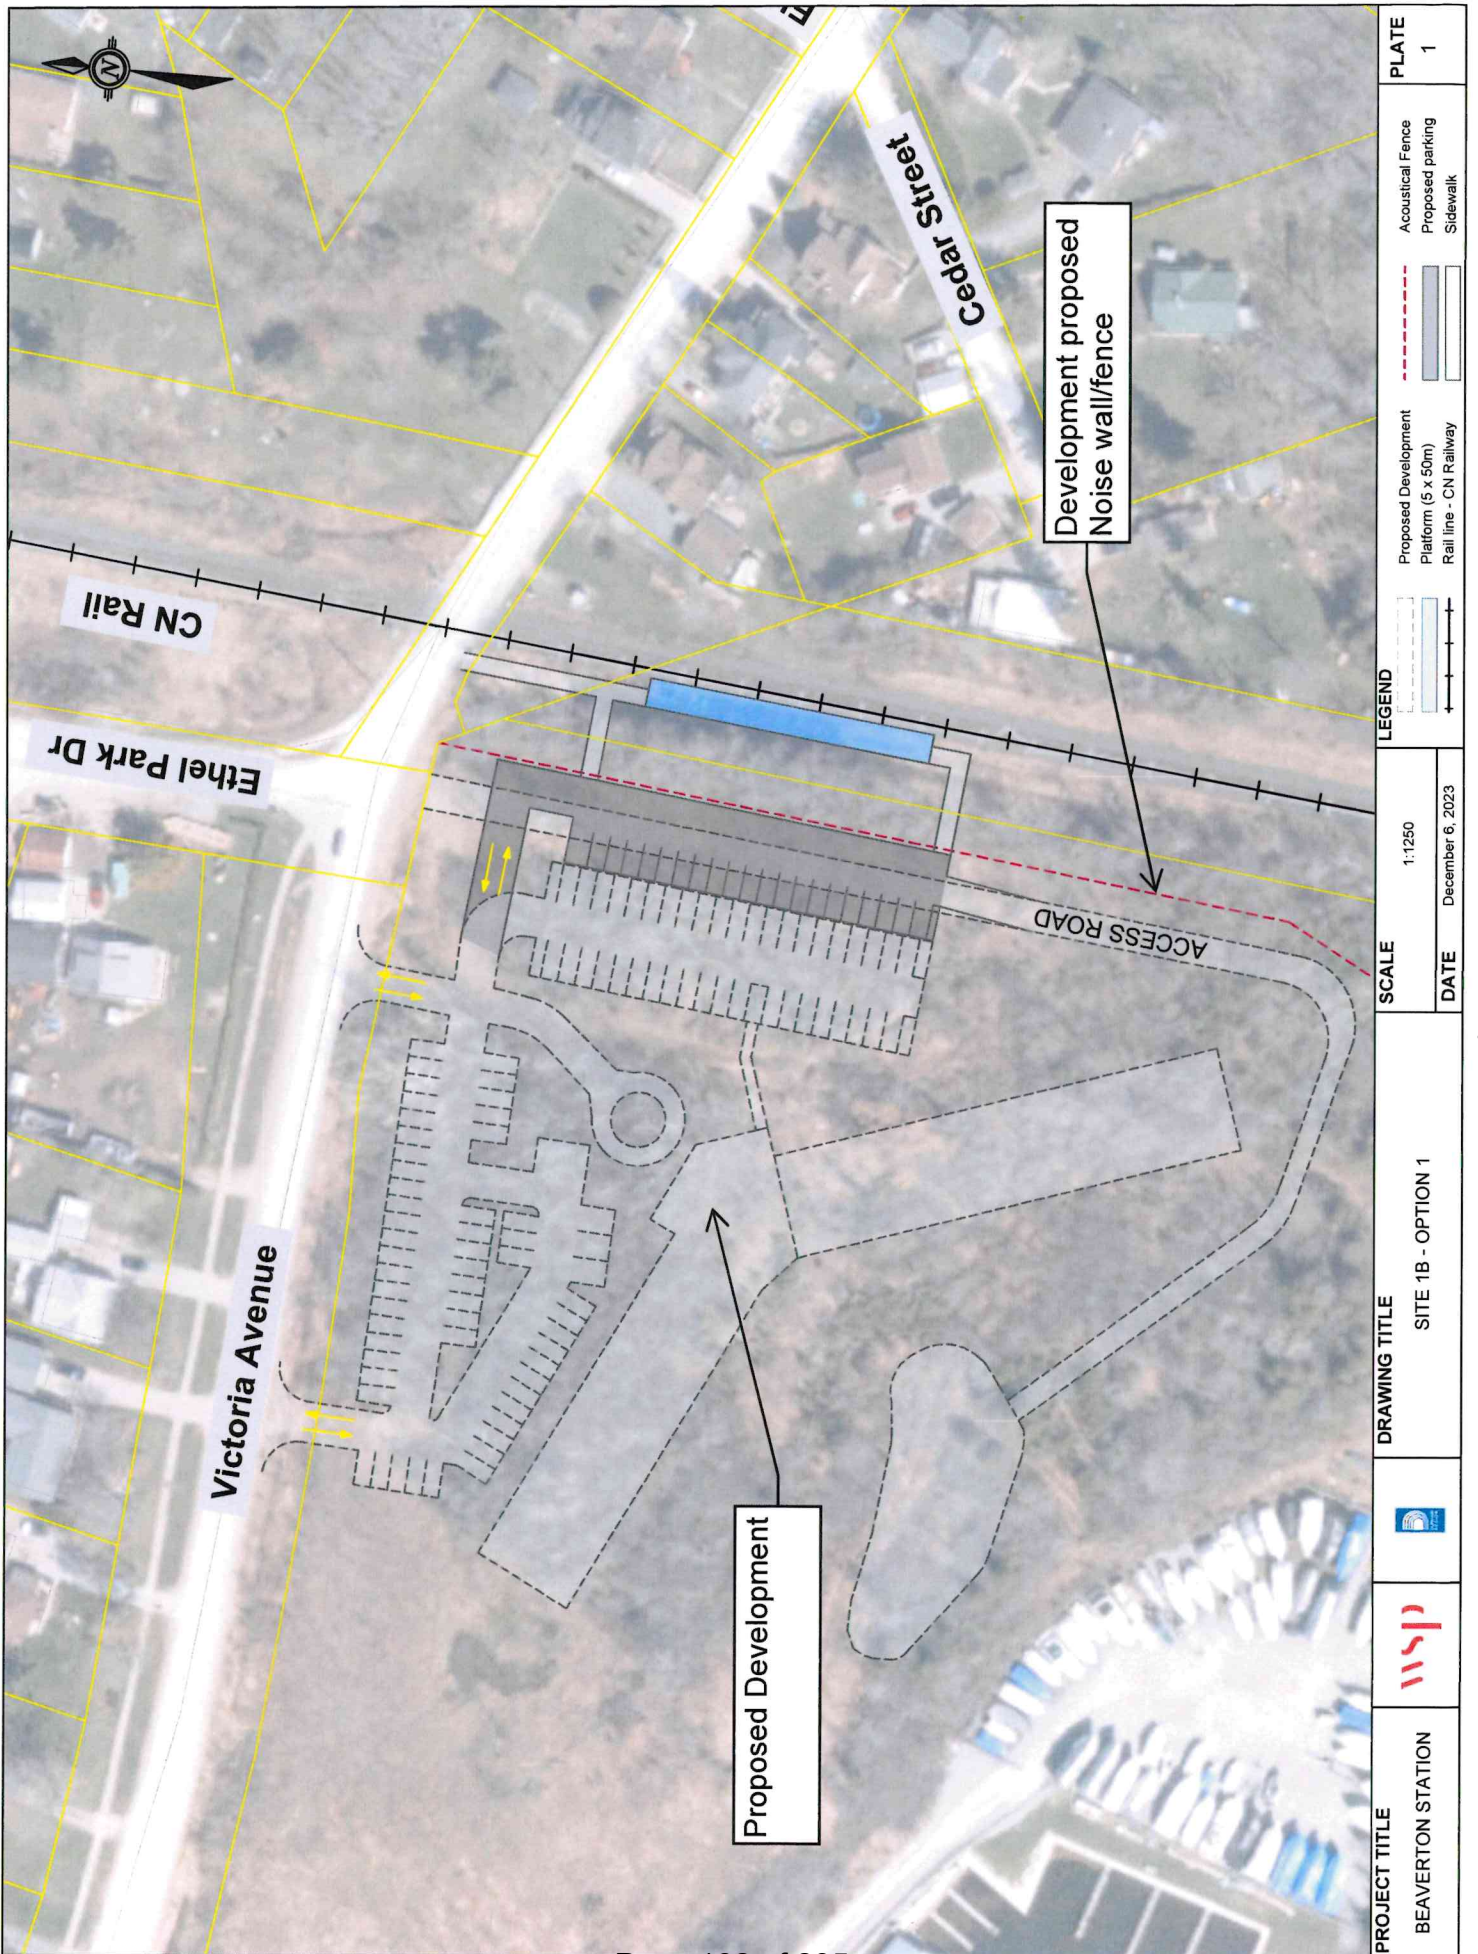 N
CN Rail
Ethel Park Dr
Victoria Avenue
Cedar Street
E
Development proposed
Noise wall/fence
Proposed Development
ACCESS ROAD
PROJECT TITLE
BEAVERTON STATION
wsp
DRAWING TITLE
SITE 1B - OPTION 1
SCALE
1:1250
DATE
December 6, 2023
LEGEND
Proposed Development
Platform (5 x 50m)
Rail line - CN Railway
Acoustical Fence
Proposed parking
Sidewalk
PLATE
1